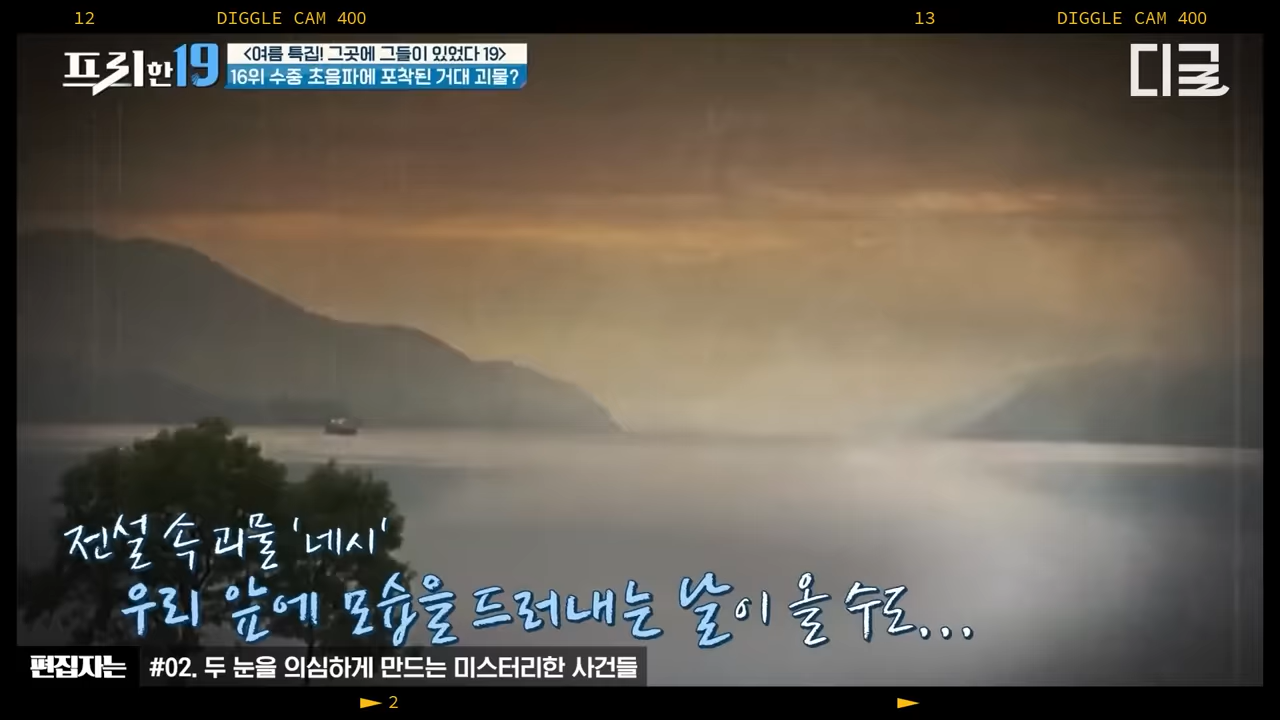 12 DIGGLE CAM 400 13 DIGGLE CAM 400
프리한19
<여름 특집! 그곳에 그들이 있었다 19>
16위 수중 초음파에 포착된 거대 괴물?
디글
전설 속 괴물 '네시'
우리 앞에 모습을 드러내는 날이 올 수도...
편집자는 #02. 두 눈을 의심하게 만드는 미스터리한 사건들
2